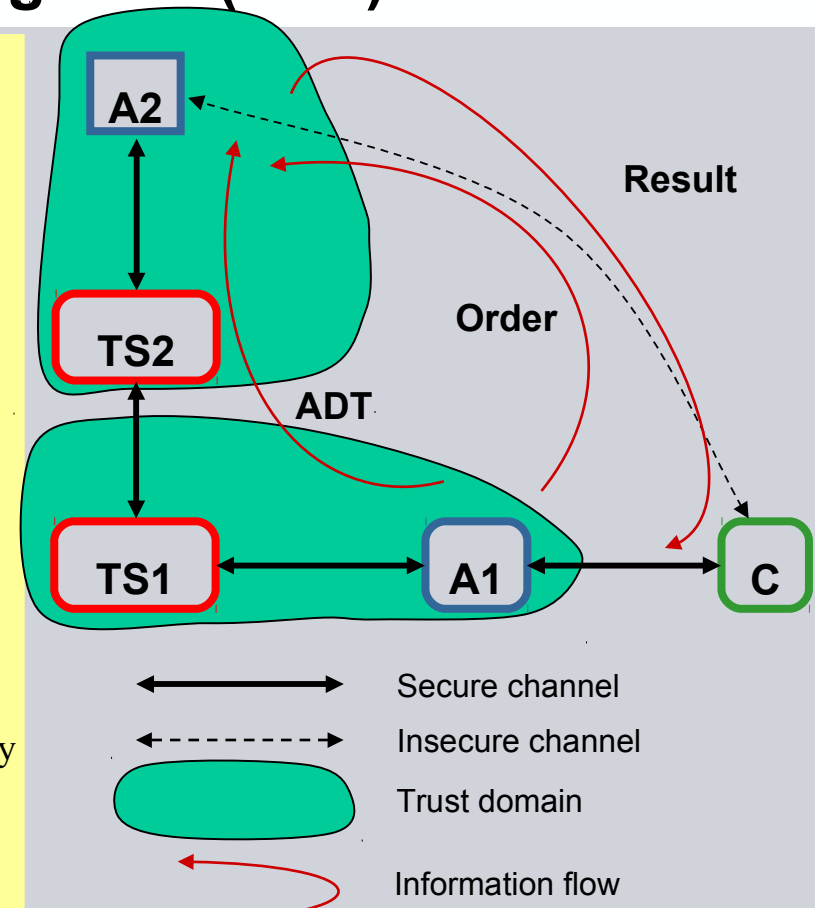 A2
Result
Order
TS2
ADT
TS1
A1
C
Secure channel
Insecure channel
y
Trust domain
Information flow